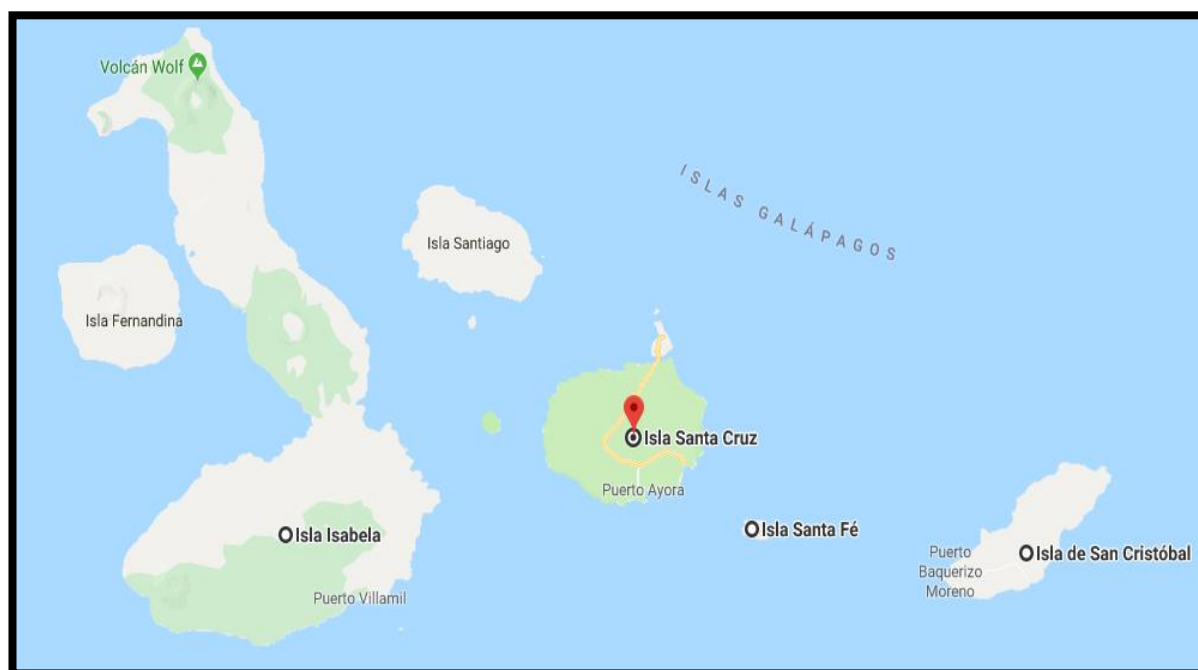 Volcán Wolf
ISLAS GALÁPAGOS
Isla Santiago
Isla Fernandina
Isla Santa Cruz
Puerto Ayora
Isla Santa Fé
Isla Isabela
Isla de San Cristóbal
Puerto
Baquerizo
Moreno
Puerto Villamil